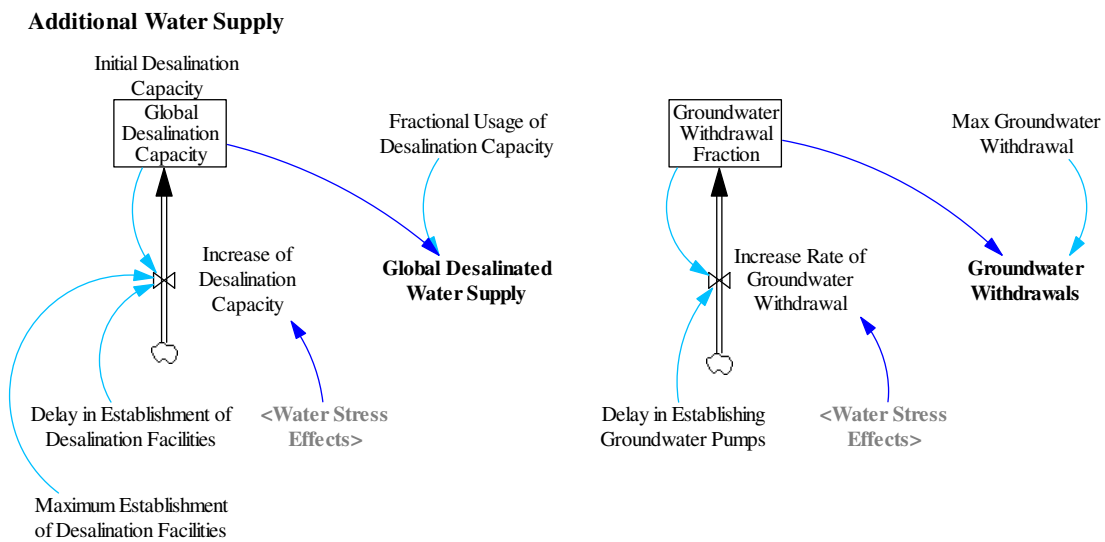 Additional Water Supply
Initial Desalination
Capacity
Global
Desalination
Capacity
Fractional Usage of
Desalination Capacity
Increase of
Desalination
Capacity
Global Desalinated
Water Supply
Delay in Establishment of
Desalination Facilities
<Water Stress
Effects>
Maximum Establishment
of Desalination Facilities
Groundwater
Withdrawal
Fraction
Max Groundwater
Withdrawal
Increase Rate of
Groundwater
Withdrawal
Groundwater
Withdrawals
Delay in Establishing
Groundwater Pumps
<Water Stress
Effects>